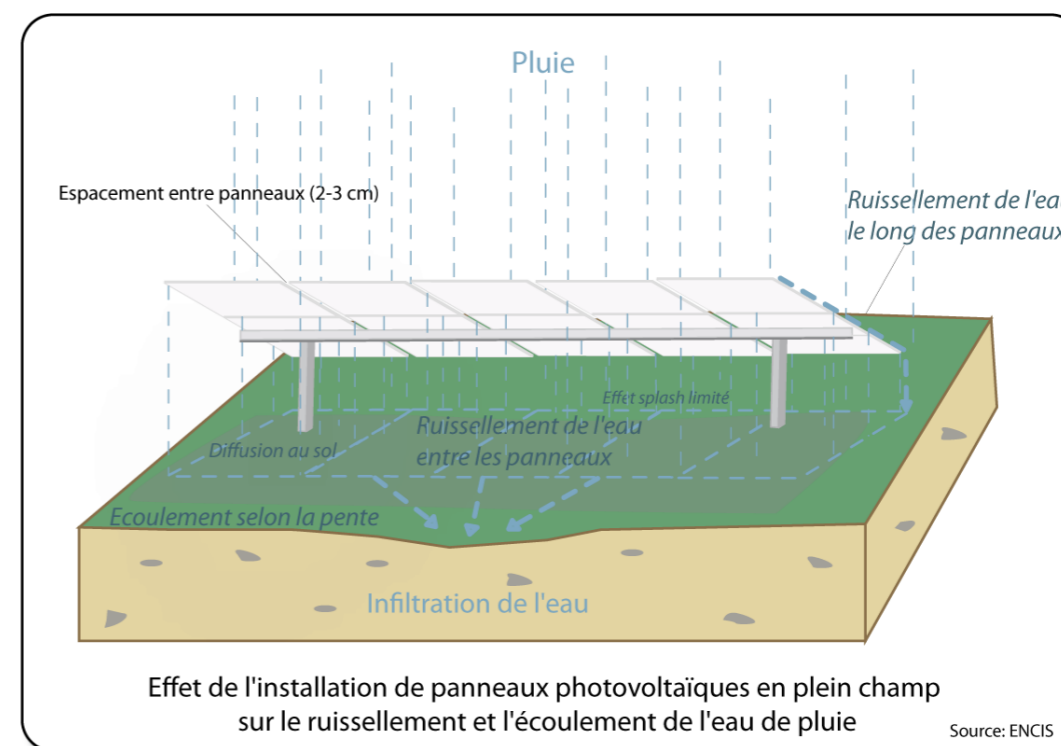 Pluie
Espacement entre panneaux (2-3 cm)
Ruissellement de l'eau
le long des panneaux
Effet splash limité
Ruissellement de l'eau
entre les panneaux
Diffusion au sol
Ecoulement selon la pente
Infiltration de l'eau
Effet de l'installation de panneaux photovoltaïques en plein champ
sur le ruissellement et l'écoulement de l'eau de pluie
Source: ENCIS